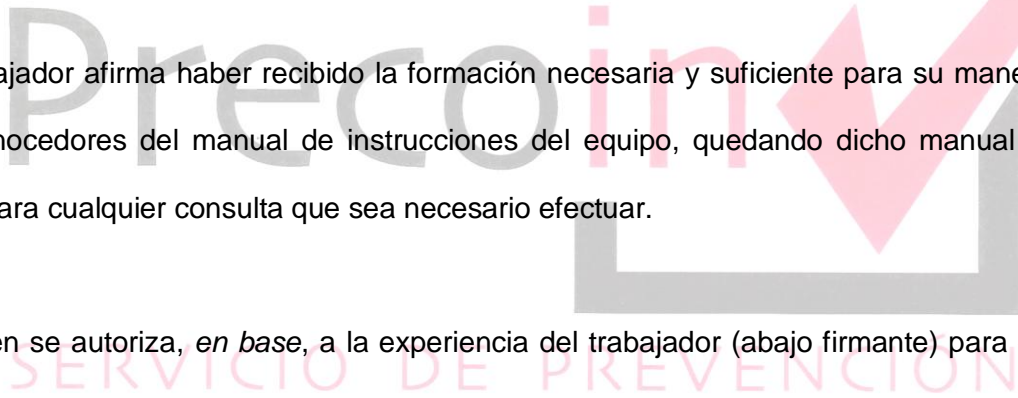 Precoin
ajador afirma haber recibido la formación necesaria y suficiente para su mane
nocedores del manual de instrucciones del equipo, quedando dicho manual
ara cualquier consulta que sea necesario efectuar.
én se autoriza, en base, a la experiencia del trabajador (abajo firmante) para
SERVICIO DE PREVENCIÓN